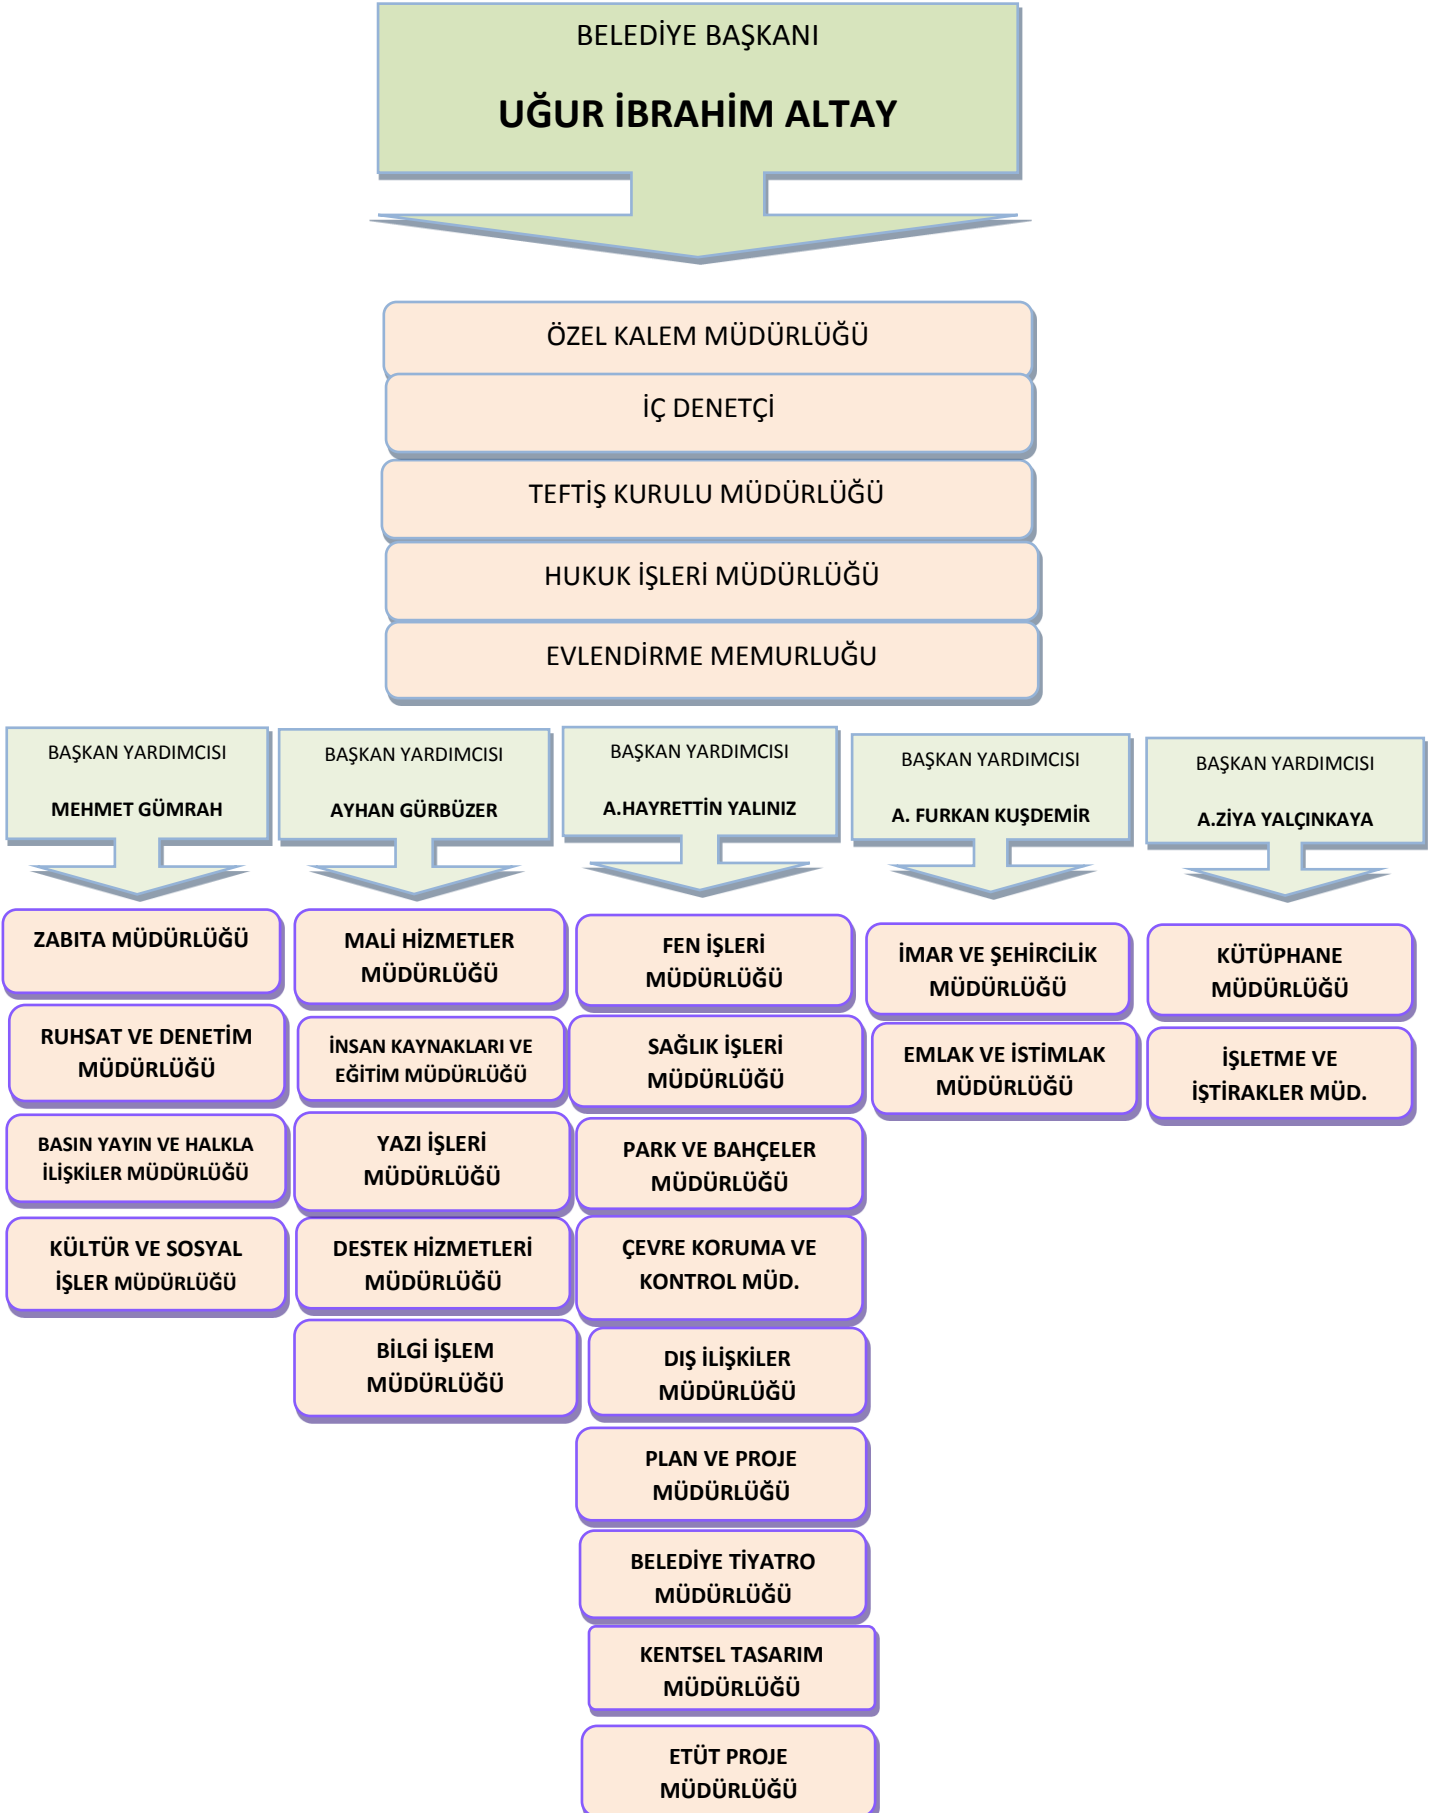 BELEDİYE BAŞKANI
UĞUR İBRAHİM ALTAY
ÖZEL KALEM MÜDÜRLÜĞÜ
İÇ DENETÇİ
TEFTİŞ KURULU MÜDÜRLÜĞÜ
HUKUK İŞLERİ MÜDÜRLÜĞÜ
EVLENDİRME MEMURLUĞU
BAŞKAN YARDIMCISI
MEHMET GÜMRAH
ZABITA MÜDÜRLÜĞÜ
RUHSAT VE DENETİM
MÜDÜRLÜĞÜ
BASIN YAYIN VE HALKLA
İLİŞKİLER MÜDÜRLÜĞÜ
KÜLTÜR VE SOSYAL
İŞLER MÜDÜRLÜĞÜ
BAŞKAN YARDIMCISI
AYHAN GÜRBÜZER
MALİ HİZMETLER
MÜDÜRLÜĞÜ
İNSAN KAYNAKLARI VE
EĞİTİM MÜDÜRLÜĞÜ
YAZI İŞLERİ
MÜDÜRLÜĞÜ
DESTEK HİZMETLERİ
MÜDÜRLÜĞÜ
BİLGİ İŞLEM
MÜDÜRLÜĞÜ
BAŞKAN YARDIMCISI
A.HAYRETTİN YALINIZ
FEN İŞLERİ
MÜDÜRLÜĞÜ
SAĞLIK İŞLERİ
MÜDÜRLÜĞÜ
PARK VE BAHÇELER
MÜDÜRLÜĞÜ
ÇEVRE KORUMA VE
KONTROL MÜD.
DIŞ İLİŞKİLER
MÜDÜRLÜĞÜ
PLAN VE PROJE
MÜDÜRLÜĞÜ
BELEDİYE TİYATRO
MÜDÜRLÜĞÜ
KENTSEL TASARIM
MÜDÜRLÜĞÜ
ETÜT PROJE
MÜDÜRLÜĞÜ
BAŞKAN YARDIMCISI
A. FURKAN KUŞDEMİR
İMAR VE ŞEHİRCİLİK
MÜDÜRLÜĞÜ
EMLAK VE İSTİMLAK
MÜDÜRLÜĞÜ
BAŞKAN YARDIMCISI
A.ZİYA YALÇINKAYA
KÜTÜPHANE
MÜDÜRLÜĞÜ
İŞLETME VE
İŞTİRAKLER MÜD.